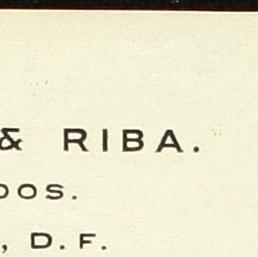 & RIBA.
DOS.
, D. F.